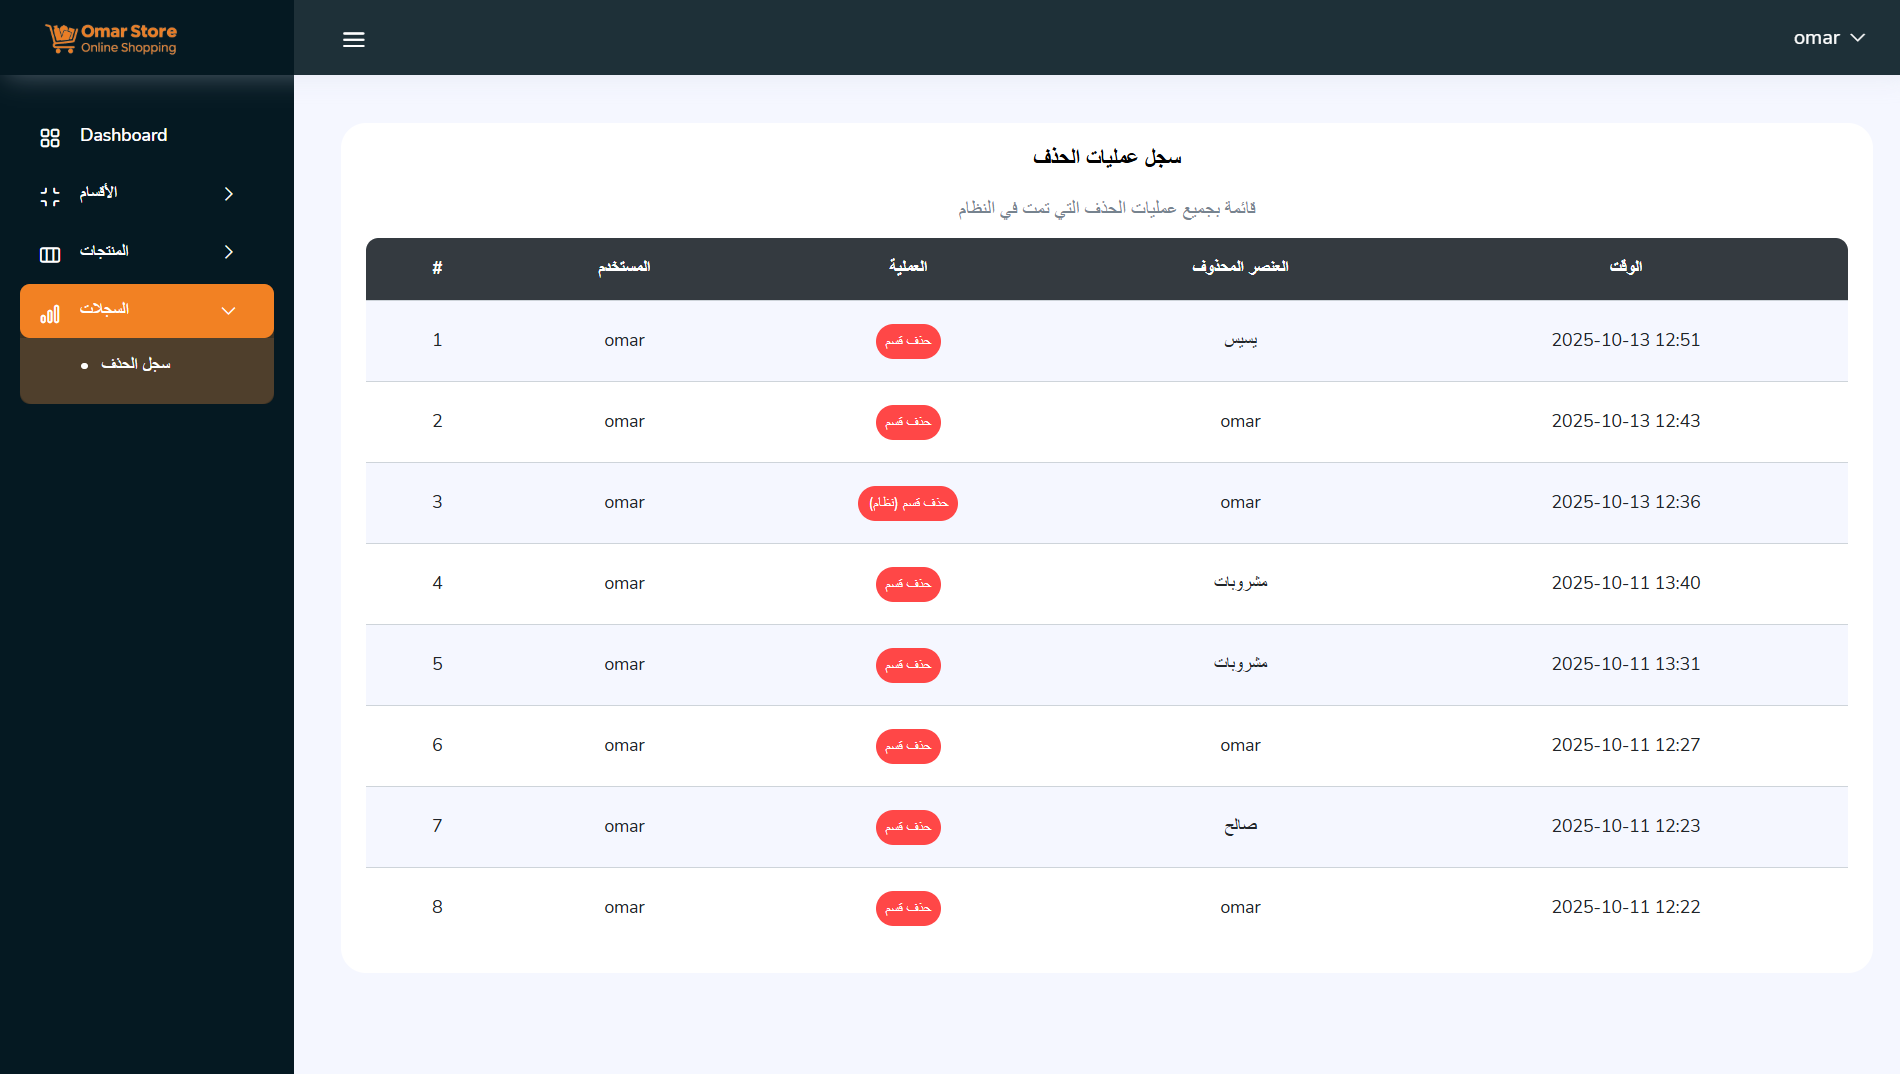 Omar Store
Online Shopping
omar
Dashboard
الأقسام
المنتجات
السجلات
سجل الحذف
سجل عمليات الحذف
قائمة بجميع عمليات الحذف التي تمت في النظام
# المستخدم العملية العنصر المحذوف الوقت
1 omar حذف قسم يسيس 2025-10-13 12:51
2 omar حذف قسم omar 2025-10-13 12:43
3 omar حذف قسم (نظام) omar 2025-10-13 12:36
4 omar حذف قسم مشروبات 2025-10-11 13:40
5 omar حذف قسم مشروبات 2025-10-11 13:31
6 omar حذف قسم omar 2025-10-11 12:27
7 omar حذف قسم صالح 2025-10-11 12:23
8 omar حذف قسم omar 2025-10-11 12:22